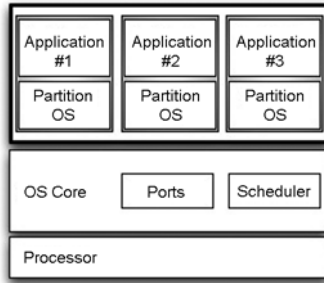 Application
#1
Application
#2
Application
#3
Partition
OS
Partition
OS
Partition
OS
OS Core
Ports
Scheduler
Processor